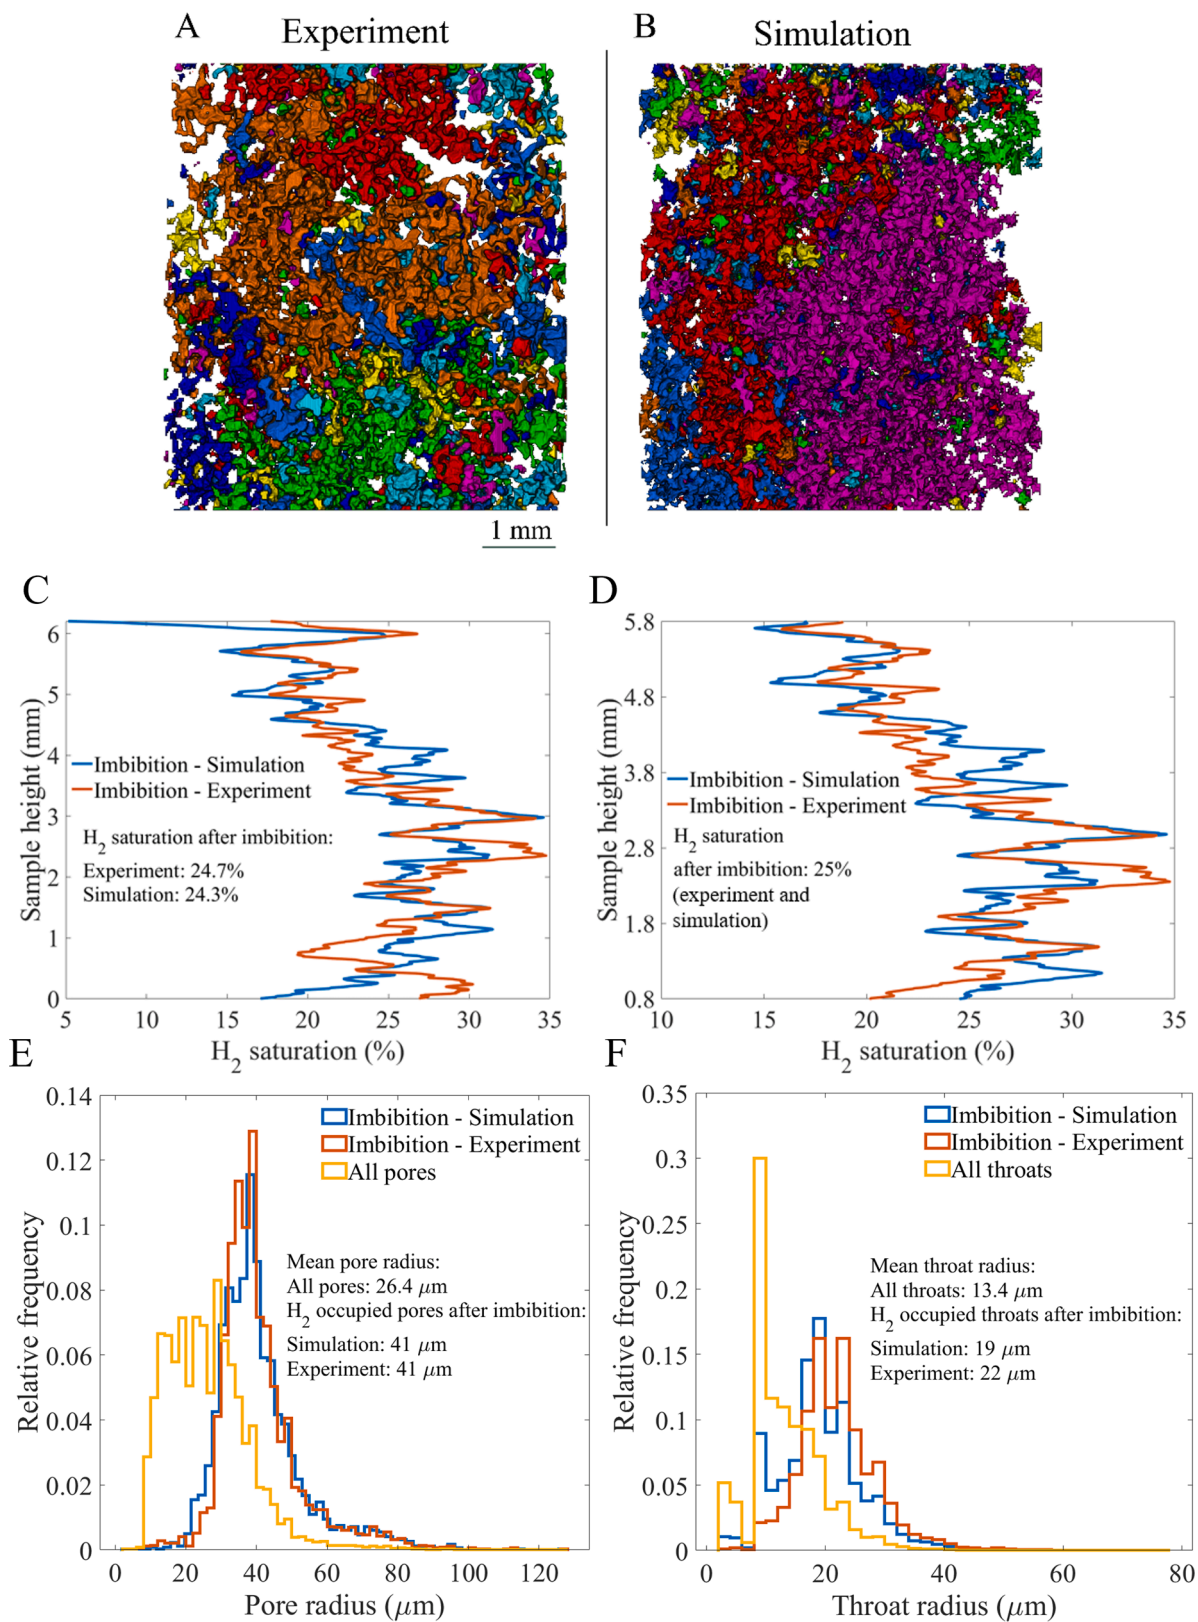 A
Experiment
B
Simulation
1 mm
C
Sample height (mm)
6
5
4
3
2
1
0
Imbibition - Simulation
Imbibition - Experiment
H2 saturation after imbibition:
Experiment: 24.7%
Simulation: 24.3%
5 10 15 20 25 30 35
H2 saturation (%)
D
Sample height (mm)
5.8
4.8
3.8
2.8
1.8
0.8
Imbibition - Simulation
Imbibition - Experiment
H2 saturation
after imbibition: 25%
(experiment and
simulation)
10 15 20 25 30 35
H2 saturation (%)
E
Relative frequency
0.14
0.12
0.1
0.08
0.06
0.04
0.02
0
Imbibition - Simulation
Imbibition - Experiment
All pores
Mean pore radius:
All pores: 26.4 μm
H2 occupied pores after imbibition:
Simulation: 41 μm
Experiment: 41 μm
0 20 40 60 80 100 120
Pore radius (μm)
F
Relative frequency
0.35
0.3
0.25
0.2
0.15
0.1
0.05
0
Imbibition - Simulation
Imbibition - Experiment
All throats
Mean throat radius:
All throats: 13.4 μm
H2 occupied throats after imbibition:
Simulation: 19 μm
Experiment: 22 μm
0 20 40 60 80
Throat radius (μm)